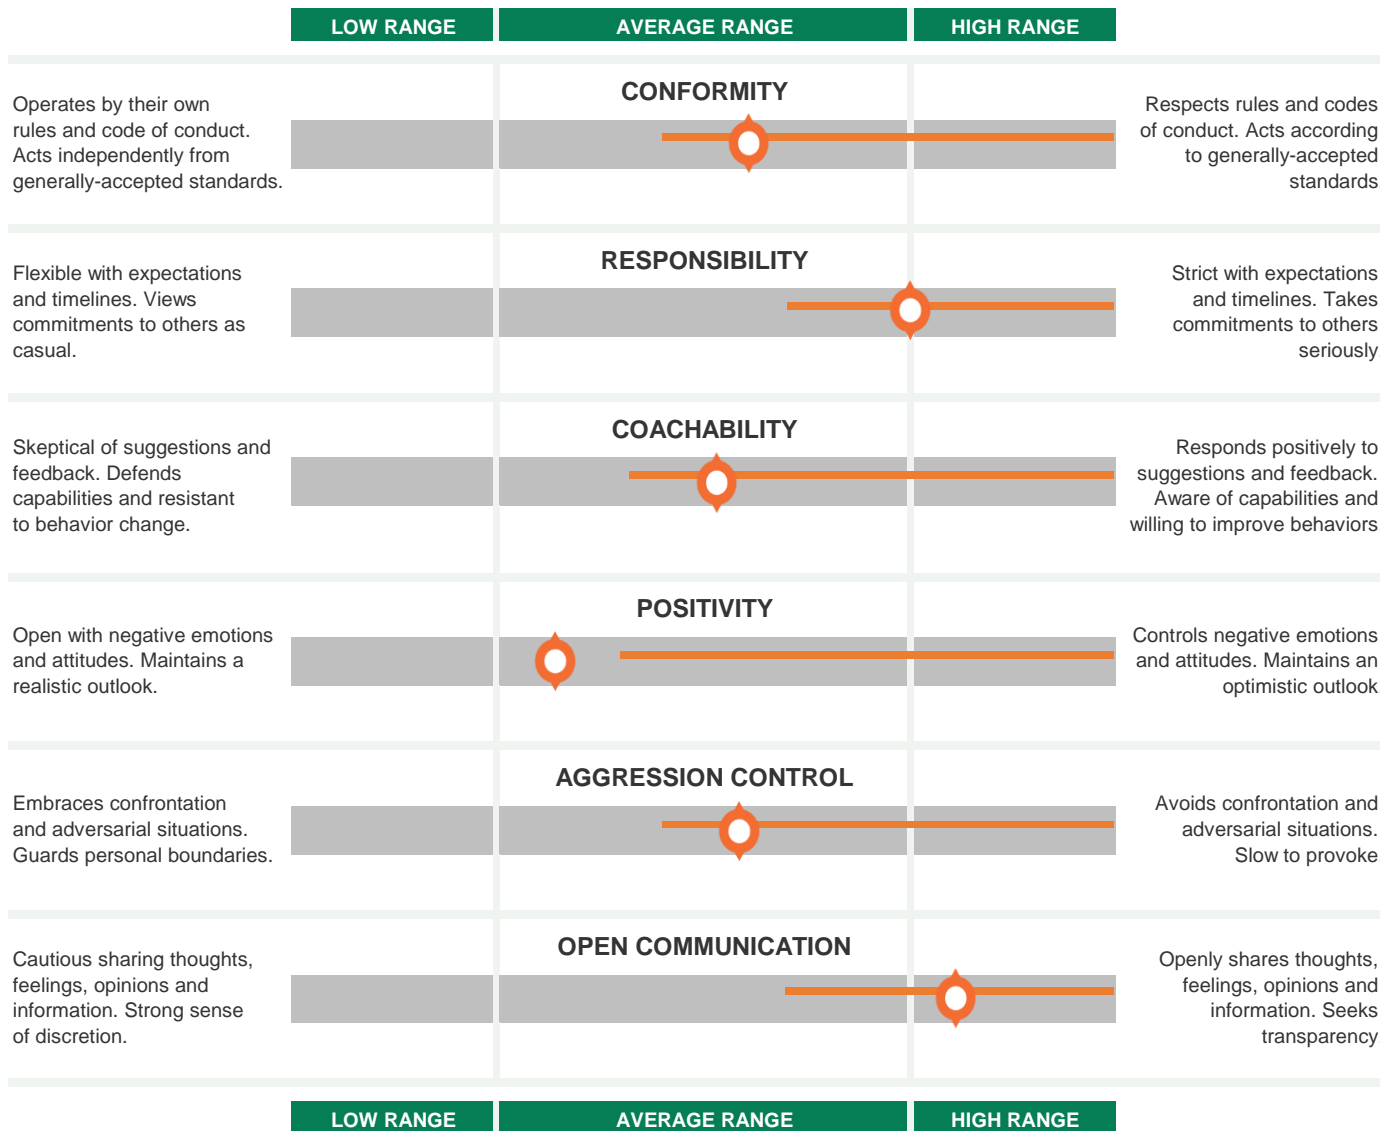 LOW RANGE
AVERAGE RANGE
HIGH RANGE
CONFORMITY
Operates by their own
rules and code of conduct.
Acts independently from
generally-accepted standards.
Respects rules and codes
of conduct. Acts according
to generally-accepted
standards
RESPONSIBILITY
Flexible with expectations
and timelines. Views
commitments to others as
casual.
Strict with expectations
and timelines. Takes
commitments to others
seriously
COACHABILITY
Skeptical of suggestions and
feedback. Defends
capabilities and resistant
to behavior change.
Responds positively to
suggestions and feedback.
Aware of capabilities and
willing to improve behaviors
POSITIVITY
Open with negative emotions
and attitudes. Maintains a
realistic outlook.
Controls negative emotions
and attitudes. Maintains an
optimistic outlook
AGGRESSION CONTROL
Embraces confrontation
and adversarial situations.
Guards personal boundaries.
Avoids confrontation and
adversarial situations.
Slow to provoke
OPEN COMMUNICATION
Cautious sharing thoughts,
feelings, opinions and
information. Strong sense
of discretion.
Openly shares thoughts,
feelings, opinions and
information. Seeks
transparency
LOW RANGE
AVERAGE RANGE
HIGH RANGE